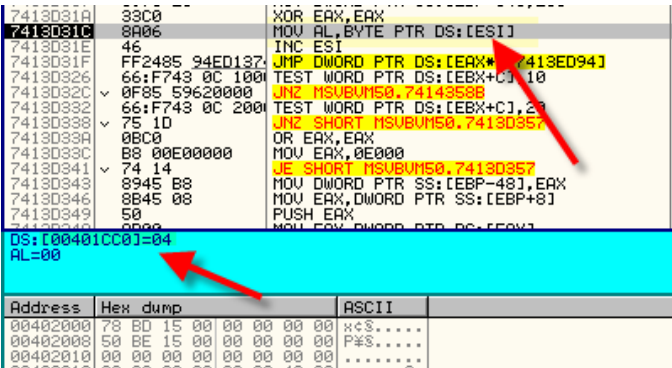 7413D31A 33C0 XOR EAX,EAX
7413D31C 8A06 MOV AL,BYTE PTR DS:[ESI]
7413D31E 46 INC ESI
7413D31F FF2485 94ED137 JMP DWORD PTR DS:[EAX* 7413ED94]
7413D326 66:F743 0C 100 TEST WORD PTR DS:[EBX+C],10
7413D32C 0F85 59620000 JNZ MSVBVM50.7414358B
7413D332 66:F743 0C 200 TEST WORD PTR DS:[EBX+C],20
7413D338 75 1D JNZ SHORT MSVBVM50.7413D357
7413D33A 0BC0 OR EAX,EAX
7413D33C B8 00E00000 MOV EAX,0E000
7413D341 74 14 JE SHORT MSVBVM50.7413D357
7413D343 8945 B8 MOV DWORD PTR SS:[EBP-48],EAX
7413D346 8B45 08 MOV EAX,DWORD PTR SS:[EBP+8]
7413D349 50 PUSH EAX
DS:[00401CC0]=04
AL=00
Address Hex dump ASCII
00402000 78 BD 15 00 00 00 00 00 x¢§.....
00402008 50 BE 15 00 00 00 00 00 P¥§.....
00402010 00 00 00 00 00 00 00 00 ........